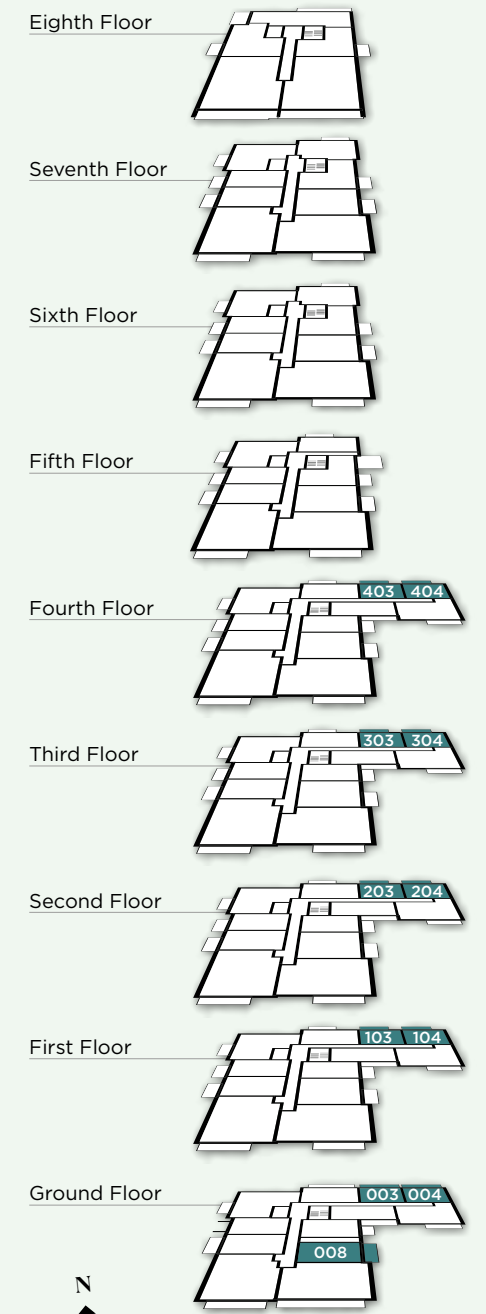 Eighth Floor
Seventh Floor
Sixth Floor
Fifth Floor
403 404
Fourth Floor
303 304
Third Floor
203 204
Second Floor
103 104
First Floor
003 004
Ground Floor
008
N